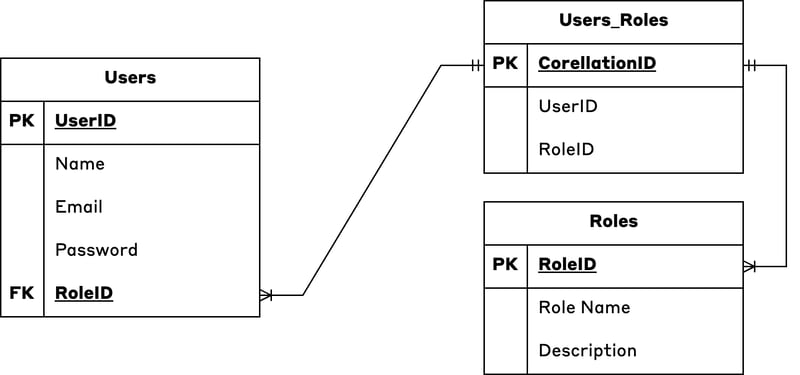 Users
PK UserID
Name
Email
Password
FK RoleID
Users_Roles
PK CorellationID
UserID
RoleID
Roles
PK RoleID
Role Name
Description